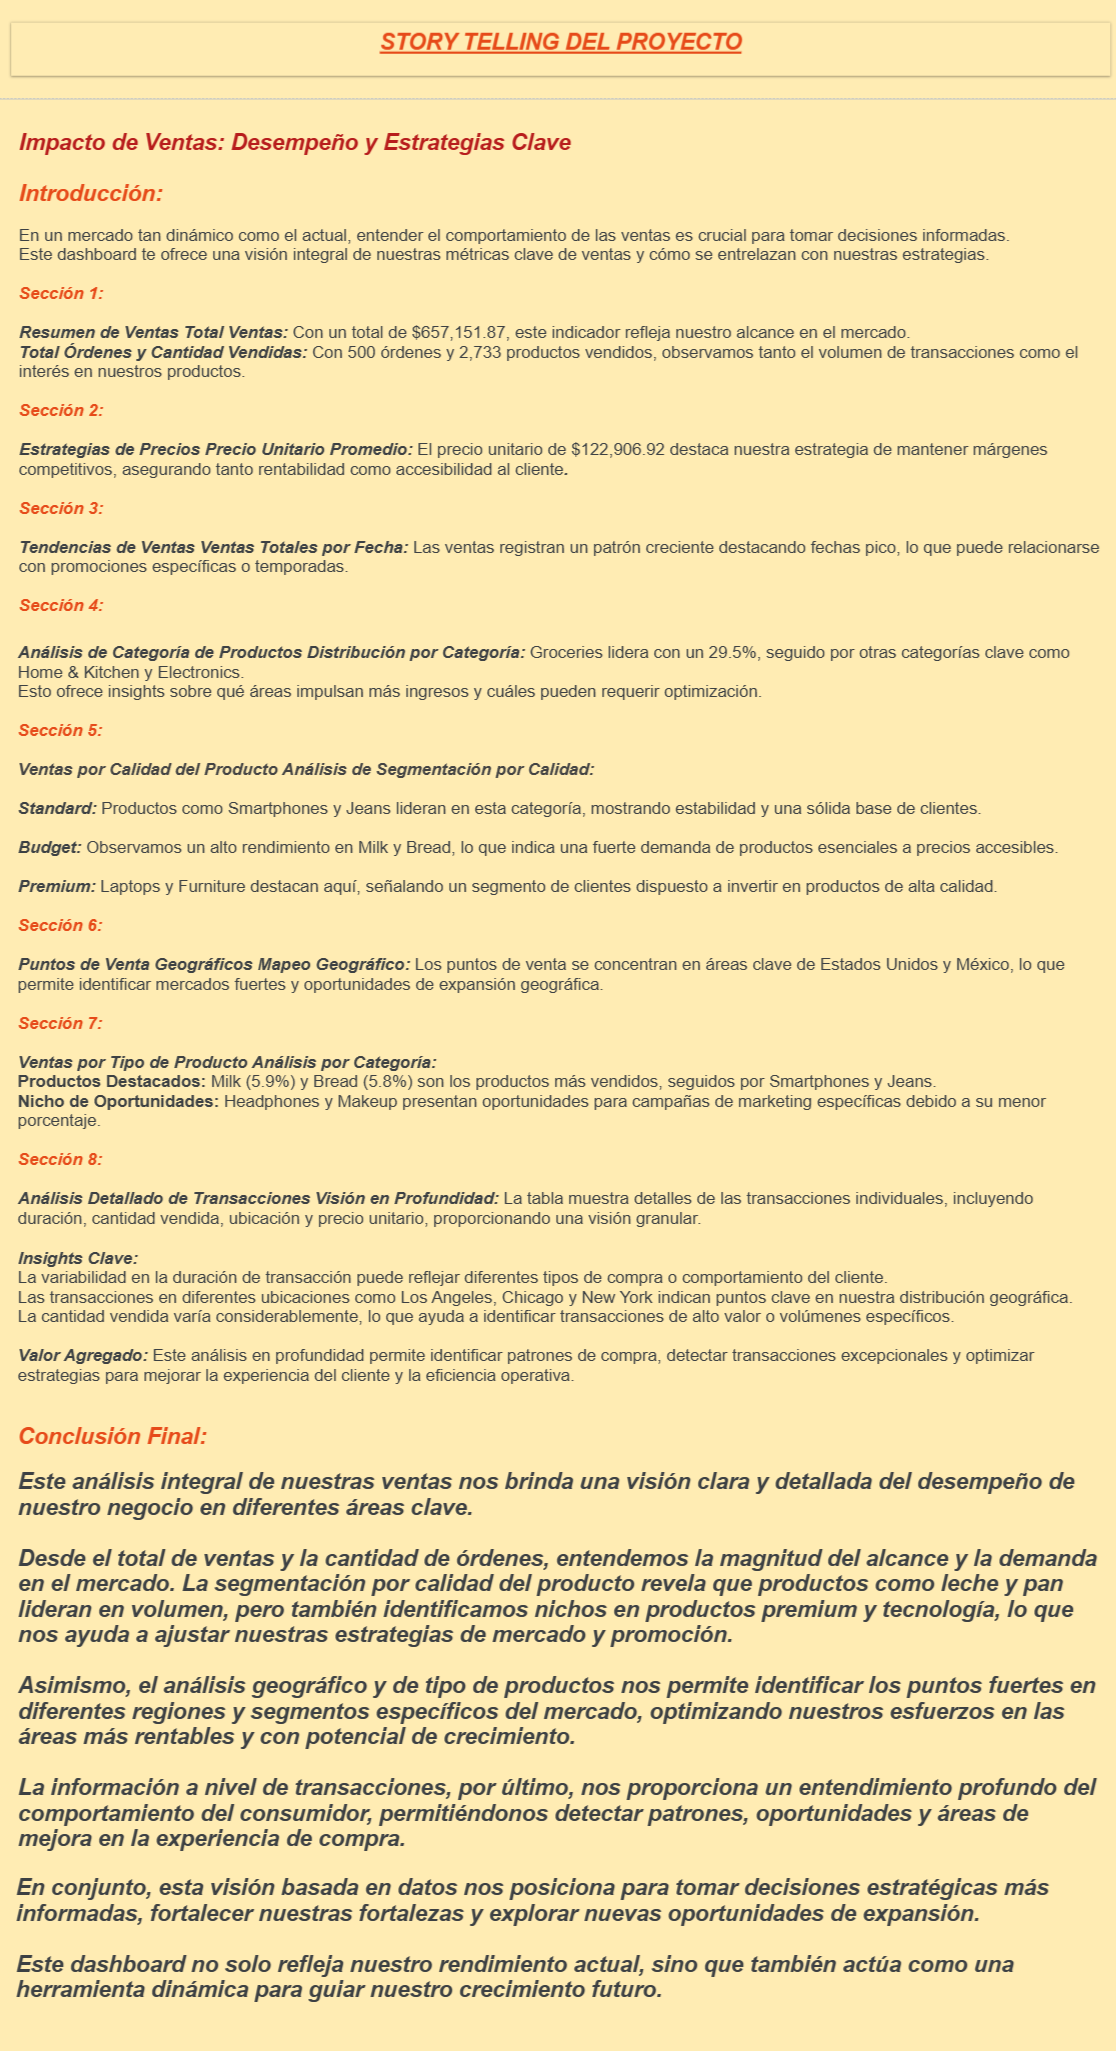 STORY TELLING DEL PROYECTO
Impacto de Ventas: Desempeño y Estrategias Clave
Introducción:
En un mercado tan dinámico como el actual, entender el comportamiento de las ventas es crucial para tomar decisiones informadas.
Este dashboard te ofrece una visión integral de nuestras métricas clave de ventas y cómo se entrelazan con nuestras estrategias.
Sección 1:
Resumen de Ventas Total Ventas: Con un total de $657,151.87, este indicador refleja nuestro alcance en el mercado.
Total Órdenes y Cantidad Vendidas: Con 500 órdenes y 2,733 productos vendidos, observamos tanto el volumen de transacciones como el
interés en nuestros productos.
Sección 2:
Estrategias de Precios Precio Unitario Promedio: El precio unitario de $122,906.92 destaca nuestra estrategia de mantener márgenes
competitivos, asegurando tanto rentabilidad como accesibilidad al cliente.
Sección 3:
Tendencias de Ventas Ventas Totales por Fecha: Las ventas registran un patrón creciente destacando fechas pico, lo que puede relacionarse
con promociones específicas o temporadas.
Sección 4:
Análisis de Categoría de Productos Distribución por Categoría: Groceries lidera con un 29.5%, seguido por otras categorías clave como
Home & Kitchen y Electronics.
Esto ofrece insights sobre qué áreas impulsan más ingresos y cuáles pueden requerir optimización.
Sección 5:
Ventas por Calidad del Producto Análisis de Segmentación por Calidad:
Standard: Productos como Smartphones y Jeans lideran en esta categoría, mostrando estabilidad y una sólida base de clientes.
Budget: Observamos un alto rendimiento en Milk y Bread, lo que indica una fuerte demanda de productos esenciales a precios accesibles.
Premium: Laptops y Furniture destacan aquí, señalando un segmento de clientes dispuesto a invertir en productos de alta calidad.
Sección 6:
Puntos de Venta Geográficos Mapeo Geográfico: Los puntos de venta se concentran en áreas clave de Estados Unidos y México, lo que
permite identificar mercados fuertes y oportunidades de expansión geográfica.
Sección 7:
Ventas por Tipo de Producto Análisis por Categoría:
Productos Destacados: Milk (5.9%) y Bread (5.8%) son los productos más vendidos, seguidos por Smartphones y Jeans.
Nicho de Oportunidades: Headphones y Makeup presentan oportunidades para campañas de marketing específicas debido a su menor
porcentaje.
Sección 8:
Análisis Detallado de Transacciones Visión en Profundidad: La tabla muestra detalles de las transacciones individuales, incluyendo
duración, cantidad vendida, ubicación y precio unitario, proporcionando una visión granular.
Insights Clave:
La variabilidad en la duración de transacción puede reflejar diferentes tipos de compra o comportamiento del cliente.
Las transacciones en diferentes ubicaciones como Los Angeles, Chicago y New York indican puntos clave en nuestra distribución geográfica.
La cantidad vendida varía considerablemente, lo que ayuda a identificar transacciones de alto valor o volúmenes específicos.
Valor Agregado: Este análisis en profundidad permite identificar patrones de compra, detectar transacciones excepcionales y optimizar
estrategias para mejorar la experiencia del cliente y la eficiencia operativa.
Conclusión Final:
Este análisis integral de nuestras ventas nos brinda una visión clara y detallada del desempeño de
nuestro negocio en diferentes áreas clave.
Desde el total de ventas y la cantidad de órdenes, entendemos la magnitud del alcance y la demanda
en el mercado. La segmentación por calidad del producto revela que productos como leche y pan
lideran en volumen, pero también identificamos nichos en productos premium y tecnología, lo que
nos ayuda a ajustar nuestras estrategias de mercado y promoción.
Asimismo, el análisis geográfico y de tipo de productos nos permite identificar los puntos fuertes en
diferentes regiones y segmentos específicos del mercado, optimizando nuestros esfuerzos en las
áreas más rentables y con potencial de crecimiento.
La información a nivel de transacciones, por último, nos proporciona un entendimiento profundo del
comportamiento del consumidor, permitiéndonos detectar patrones, oportunidades y áreas de
mejora en la experiencia de compra.
En conjunto, esta visión basada en datos nos posiciona para tomar decisiones estratégicas más
informadas, fortalecer nuestras fortalezas y explorar nuevas oportunidades de expansión.
Este dashboard no solo refleja nuestro rendimiento actual, sino que también actúa como una
herramienta dinámica para guiar nuestro crecimiento futuro.